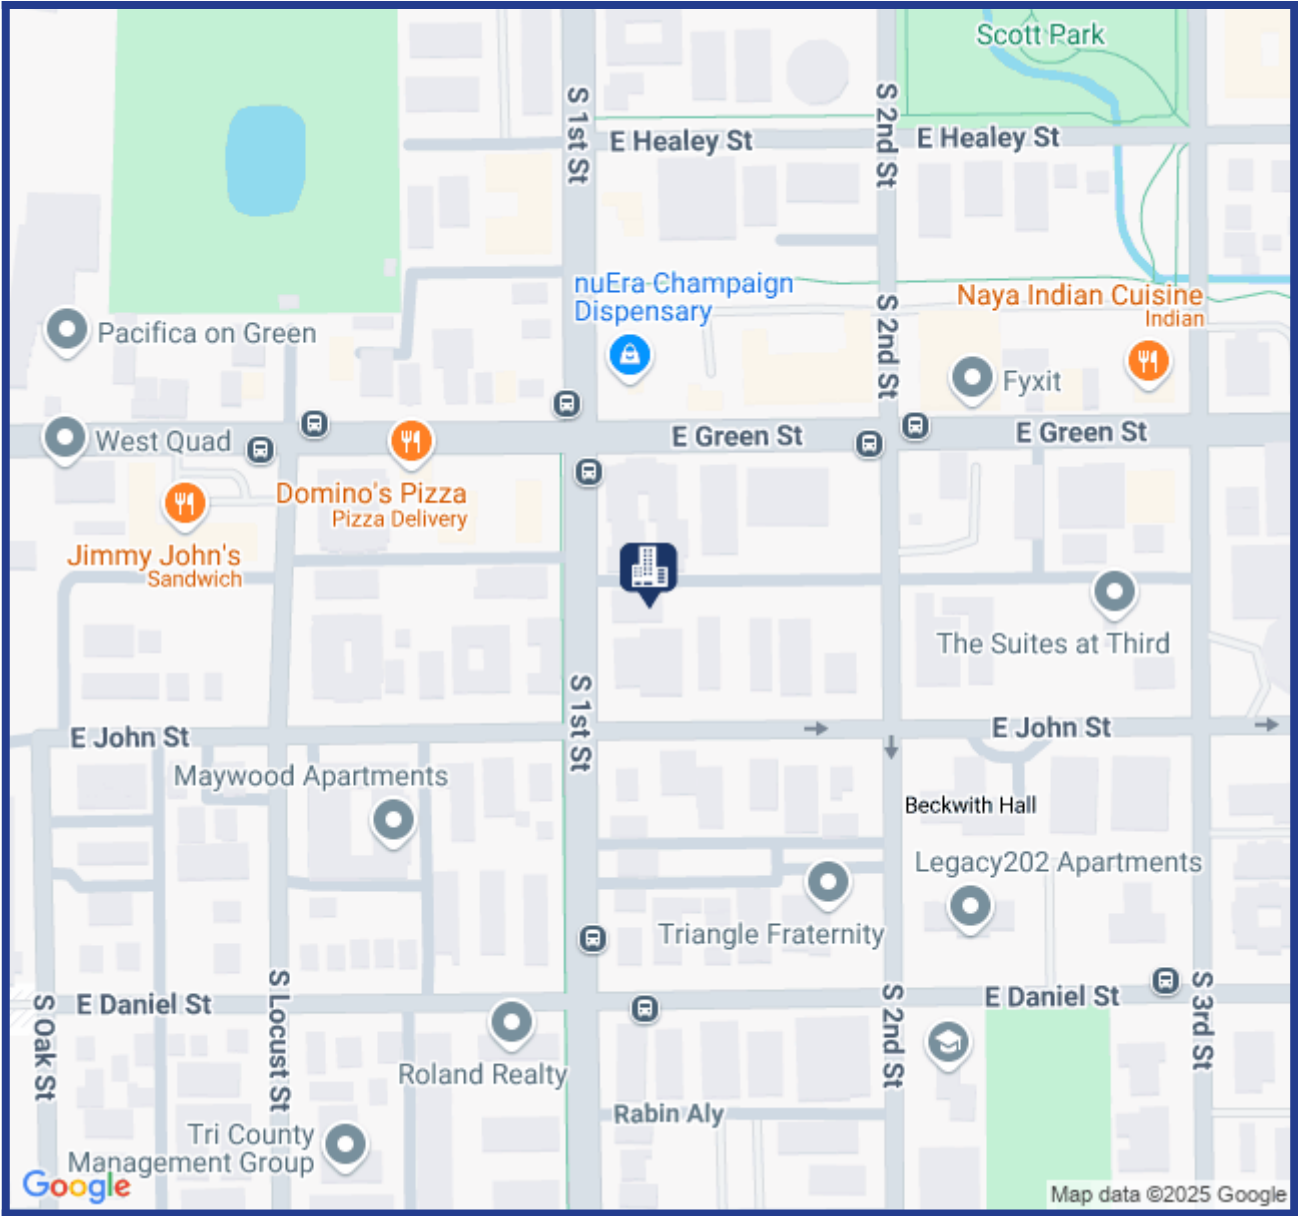 Scott Park
S 1st St
S 2nd St
E Healey St
E Healey St
nuEra Champaign
Dispensary
Naya Indian Cuisine
Indian
S 2nd St
Pacifica on Green
Fyxit
West Quad
E Green St
E Green St
Domino's Pizza
Pizza Delivery
Jimmy John's
Sandwich
The Suites at Third
S 1st St
E John St
E John St
Maywood Apartments
Beckwith Hall
Legacy202 Apartments
Triangle Fraternity
S Oak St
E Daniel St
S Locust St
S 2nd St
E Daniel St
S 3rd St
Roland Realty
Rabin Aly
Tri County
Management Group
Google
Map data ©2025 Google